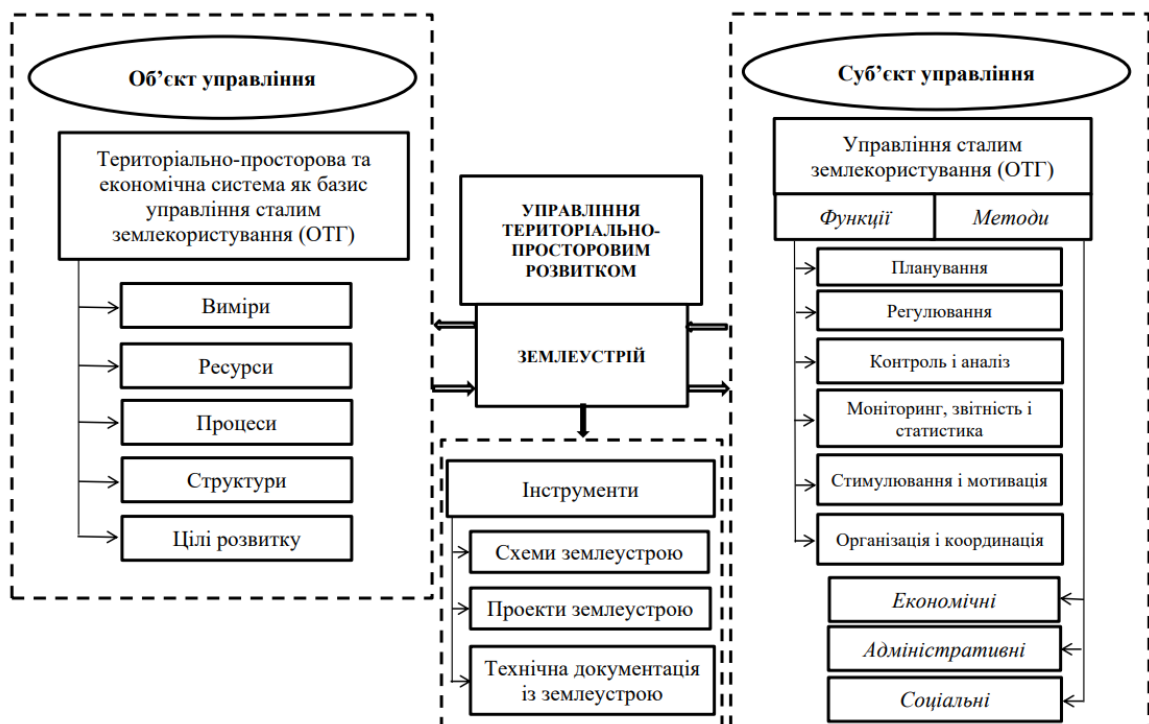 Об’єкт управління
Територіально-просторова та
економічна система як базис
управління сталим
землекористування (ОТГ)
Виміри
Ресурси
Процеси
Структури
Цілі розвитку
УПРАВЛІННЯ
ТЕРИТОРІАЛЬНО-
ПРОСТОРОВИМ
РОЗВИТКОМ
ЗЕМЛЕУСТРІЙ
Інструменти
Схеми землеустрою
Проекти землеустрою
Технічна документація
із землеустрою
Суб’єкт управління
Управління сталим
землекористування (ОТГ)
Функції
Методи
Планування
Регулювання
Контроль і аналіз
Моніторинг, звітність і
статистика
Стимулювання і мотивація
Організація і координація
Економічні
Адміністративні
Соціальні